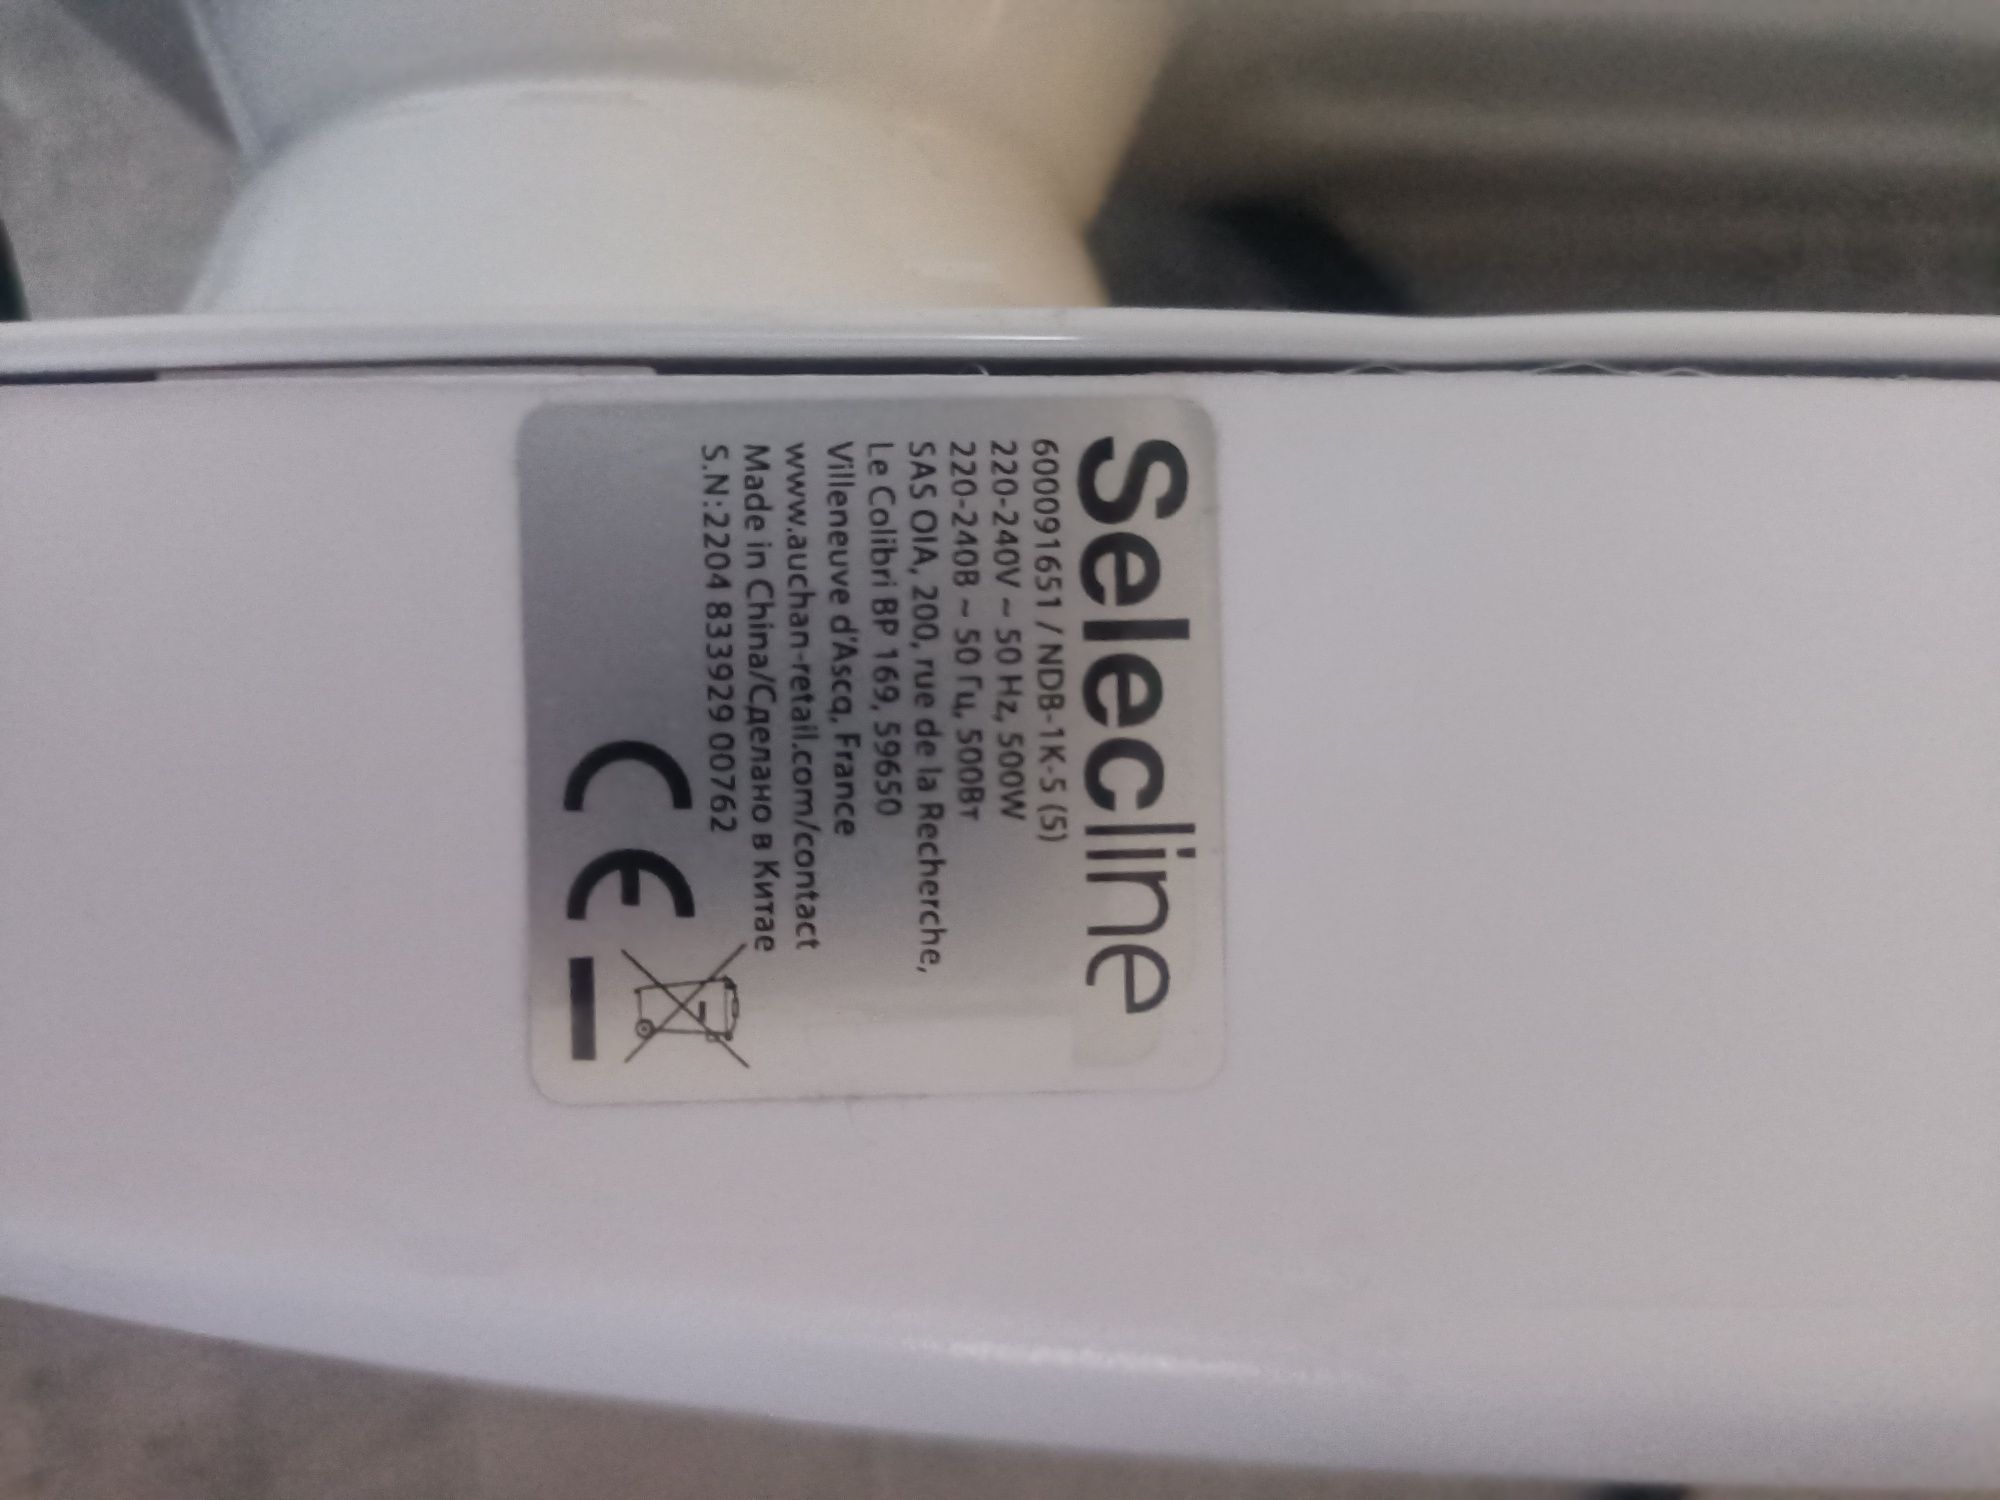 Selecline
600091651 / NDB-1K-5 (S)
220-240V ~ 50 Hz, 500W
220-240В ~ 50 Гц, 500Вт
SAS OIA, 200, rue de la Recherche,
Le Colibri BP 169, 59650
Villeneuve d'Ascq, France
www.auchan-retail.com/contact
Made in China/Сделано в Китае
S.N:2204 833929 00762
CE